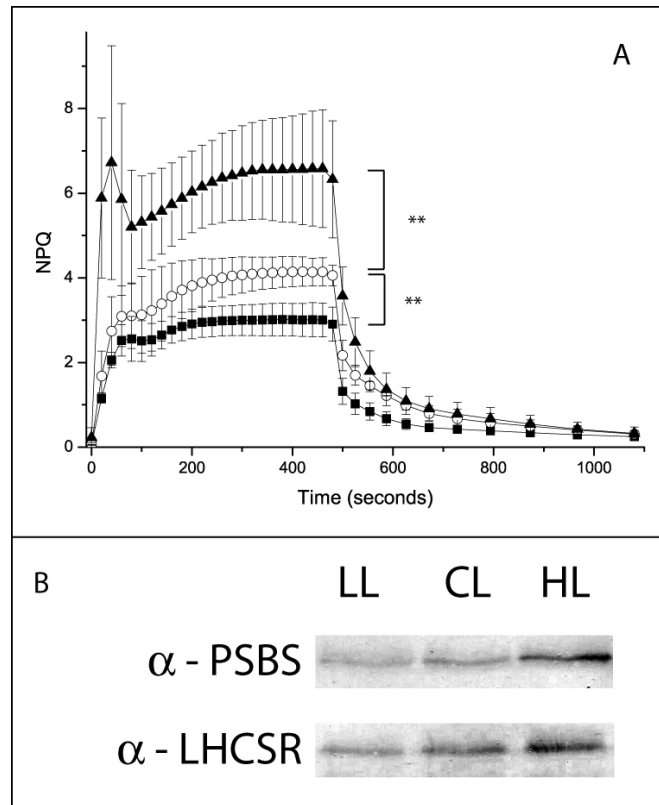 A
8
6
**
NPQ
4
**
2
0
0 200 400 600 800 1000
Time (seconds)
B
LL CL HL
α - PSBS
α - LHCSR